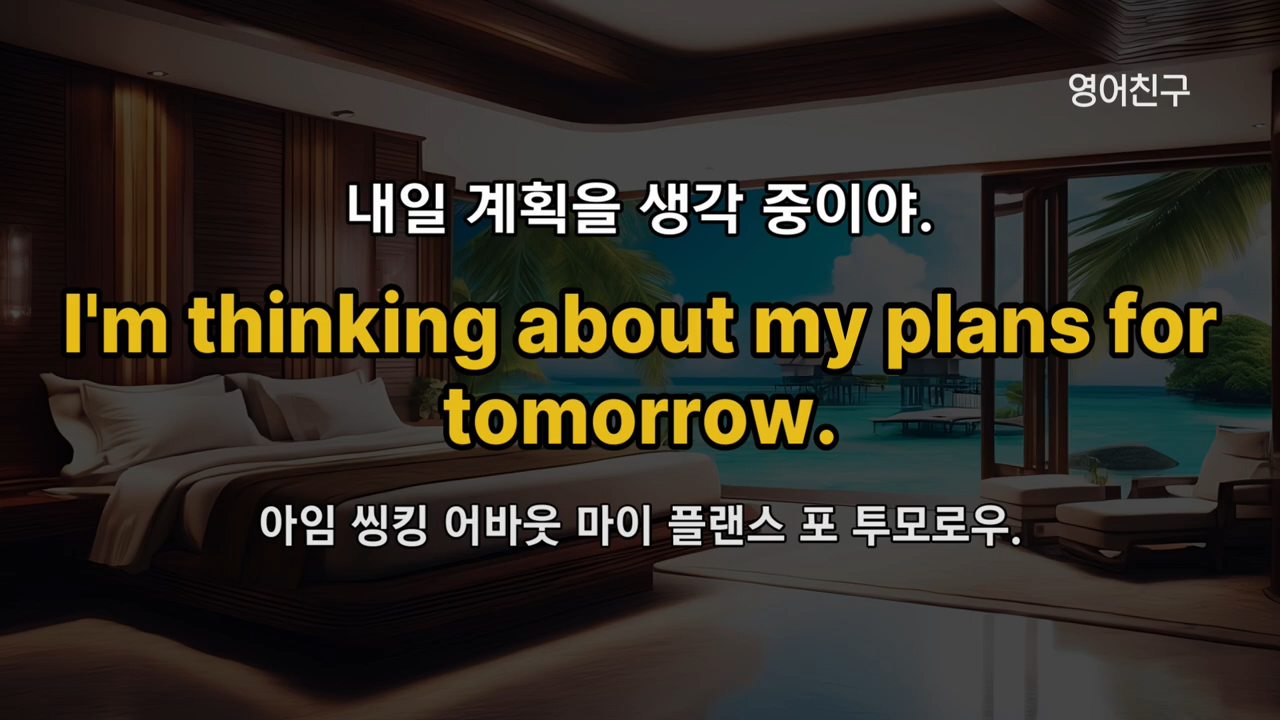 영어친구
내일 계획을 생각 중이야.
I'm thinking about my plans for
tomorrow.
아임 씽킹 어바웃 마이 플랜스 포 투모로우.